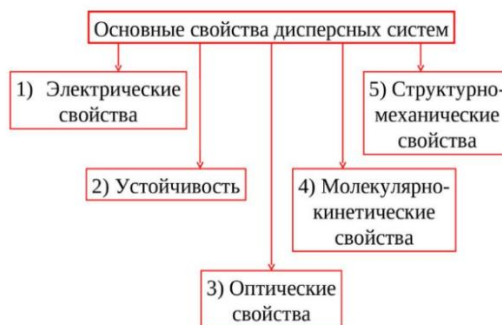 Основные свойства дисперсных систем
1) Электрические
свойства
2) Устойчивость
3) Оптические
свойства
4) Молекулярно-
кинетические
свойства
5) Структурно-
механические
свойства